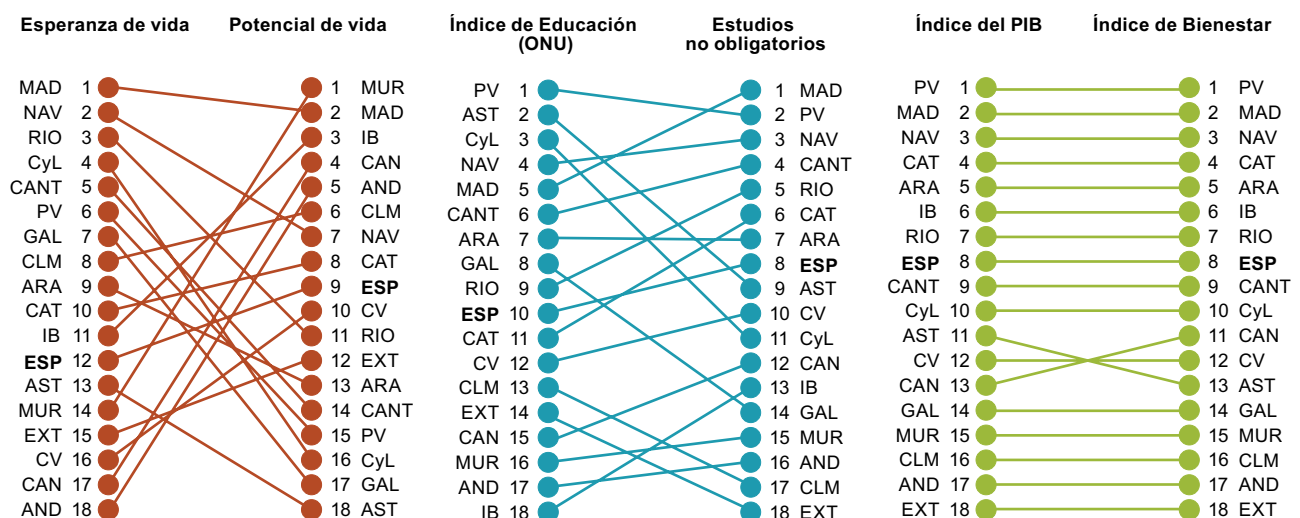 Esperanza de vida Potencial de vida
MAD 1 1 MUR
NAV 2 2 MAD
RIO 3 3 IB
CyL 4 4 CAN
CANT 5 5 AND
PV 6 6 CLM
GAL 7 7 NAV
CLM 8 8 CAT
ARA 9 9 ESP
CAT 10 10 CV
IB 11 11 RIO
ESP 12 12 EXT
AST 13 13 ARA
MUR 14 14 CANT
EXT 15 15 PV
CV 16 16 CyL
CAN 17 17 GAL
AND 18 18 AST
Índice de Educación
(ONU)
Estudios
no obligatorios
PV 1 1 MAD
AST 2 2 PV
CyL 3 3 NAV
NAV 4 4 CANT
MAD 5 5 RIO
CANT 6 6 CAT
ARA 7 7 ARA
GAL 8 8 ESP
RIO 9 9 AST
ESP 10 10 CV
CAT 11 11 CyL
CV 12 12 CAN
CLM 13 13 IB
EXT 14 14 GAL
CAN 15 15 MUR
MUR 16 16 AND
AND 17 17 CLM
IB 18 18 EXT
Índice del PIB Índice de Bienestar
PV 1 1 PV
MAD 2 2 MAD
NAV 3 3 NAV
CAT 4 4 CAT
ARA 5 5 ARA
IB 6 6 IB
RIO 7 7 RIO
ESP 8 8 ESP
CANT 9 9 CANT
CyL 10 10 CyL
AST 11 11 CAN
CV 12 12 CV
CAN 13 13 AST
GAL 14 14 GAL
MUR 15 15 MUR
CLM 16 16 CLM
AND 17 17 AND
EXT 18 18 EXT